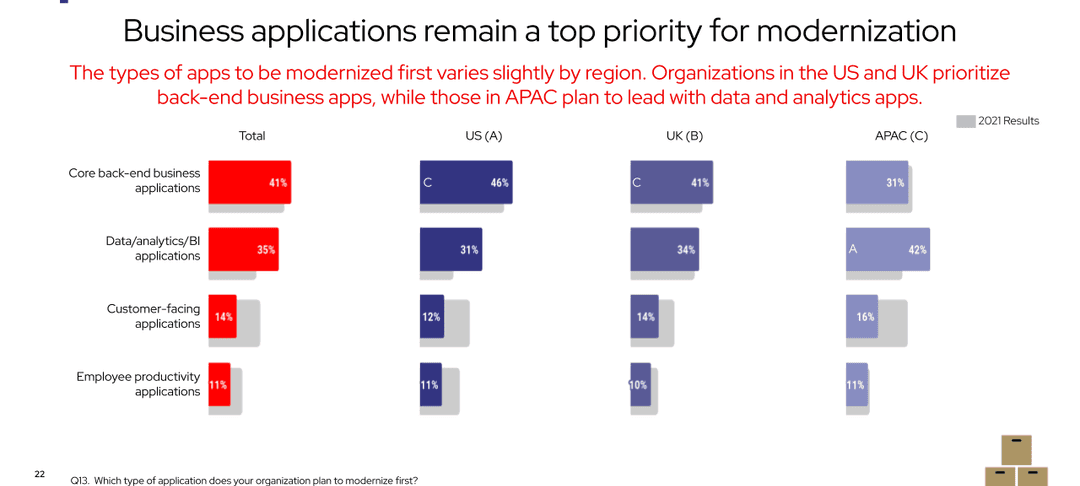 Business applications remain a top priority for modernization
The types of apps to be modernized first varies slightly by region. Organizations in the US and UK prioritize
back-end business apps, while those in APAC plan to lead with data and analytics apps.
2021 Results
Total
US (A)
UK (B)
APAC (C)
Core back-end business
applications
41%
C 46%
C 41%
31%
Data/analytics/BI
applications
35%
31%
34%
A 42%
Customer-facing
applications
14%
12%
14%
16%
Employee productivity
applications
11%
11%
10%
11%
22
Q13. Which type of application does your organization plan to modernize first?